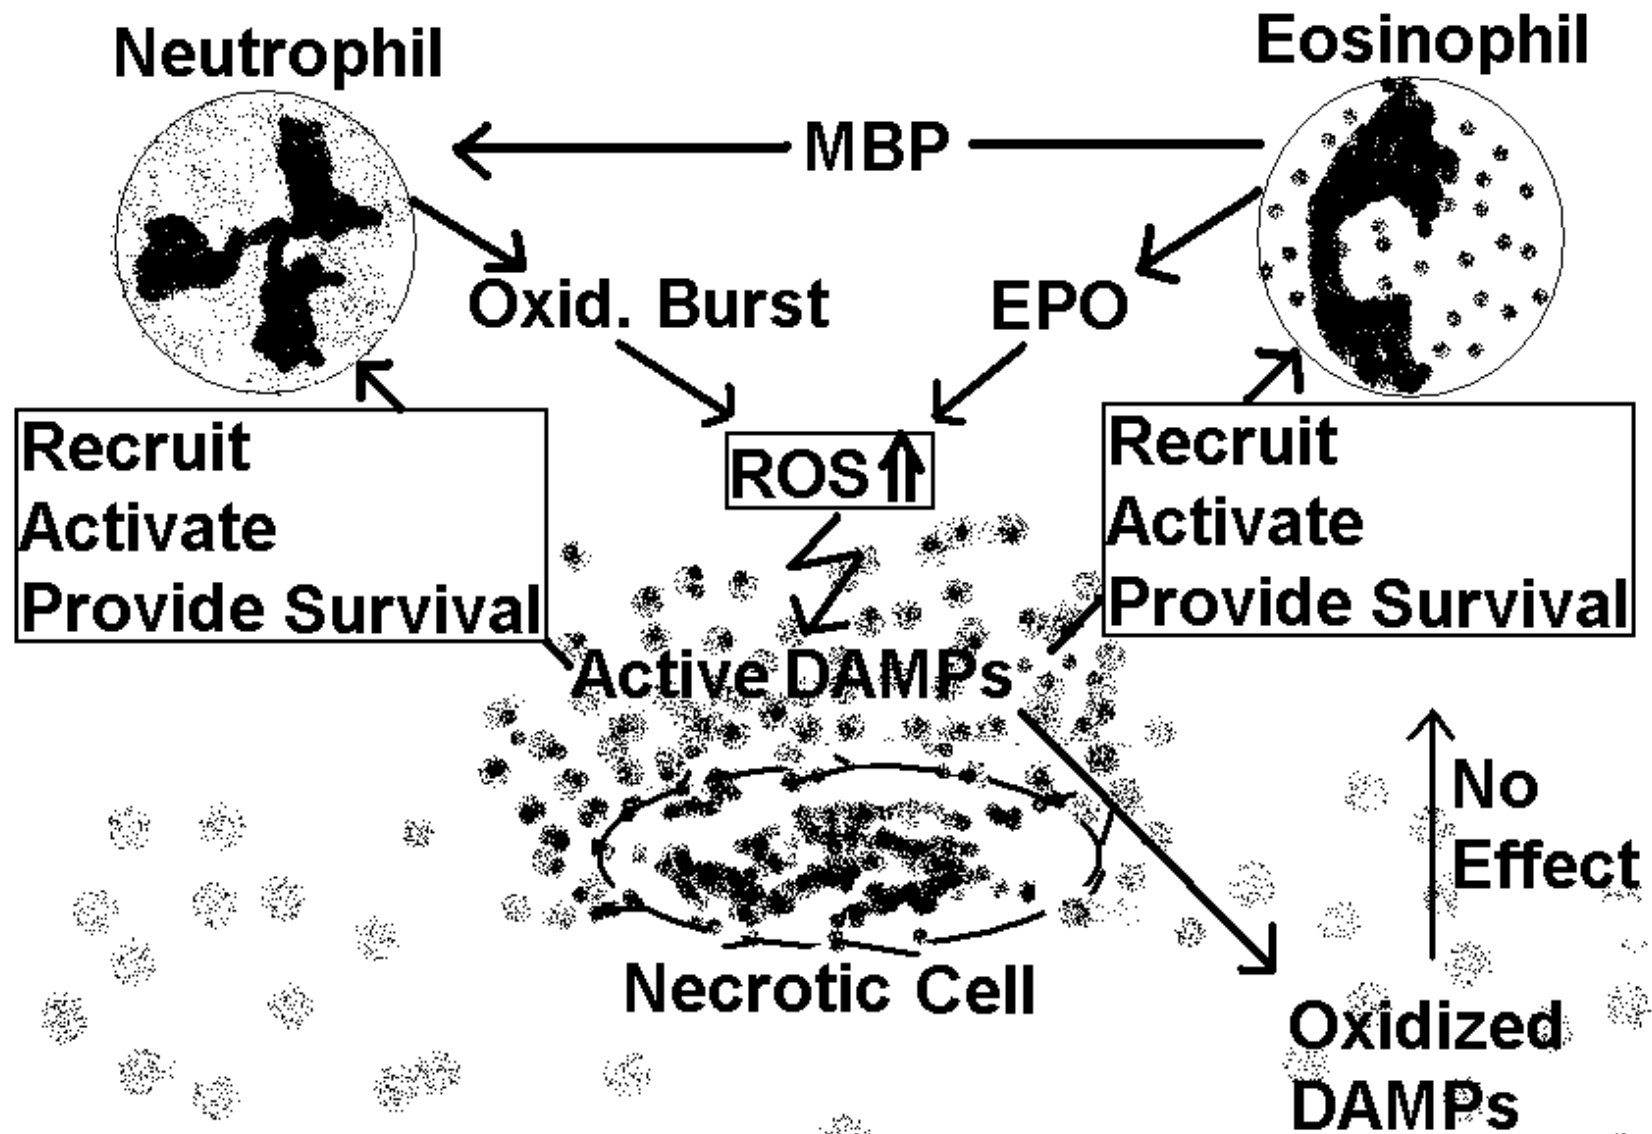 Neutrophil
Eosinophil
MBP
Oxid. Burst
EPO
ROS
Recruit
Activate
Provide Survival
Recruit
Activate
Provide Survival
Active DAMPs
No
Effect
Necrotic Cell
Oxidized
DAMPs